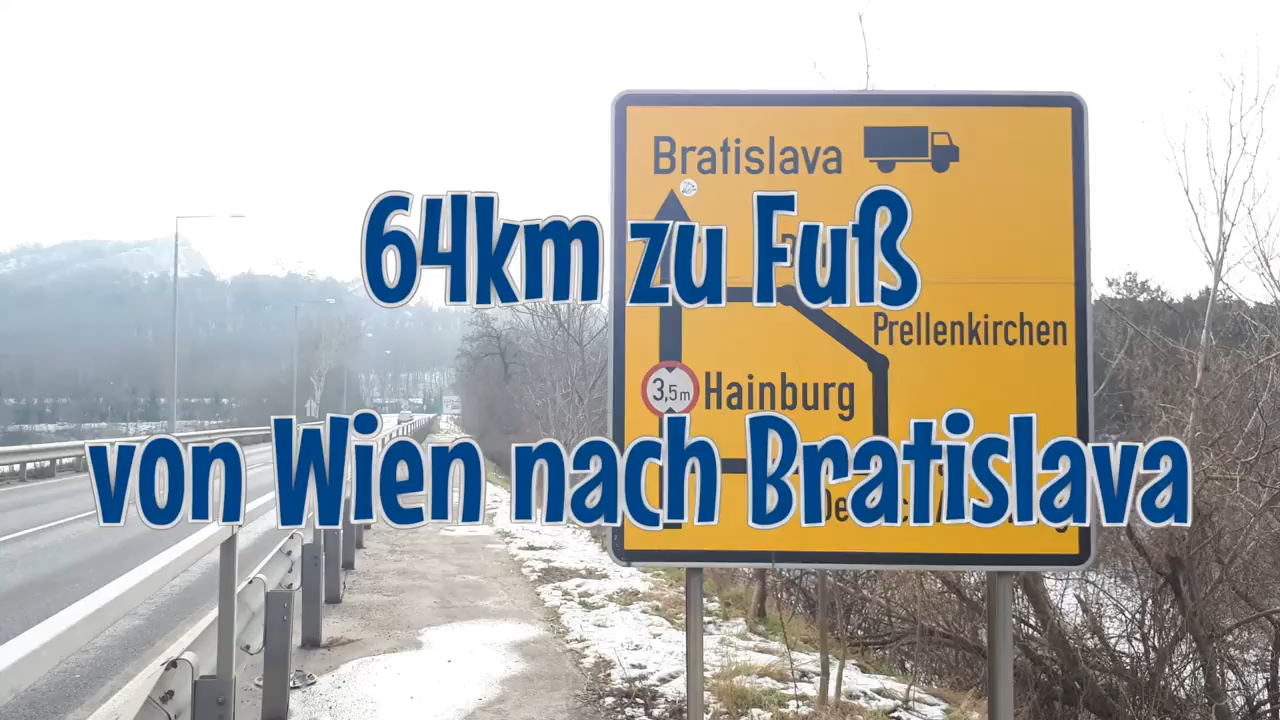 Bratislava
64km zu Fuß
Prellenkirchen
3,5m
Hainburg
von Wien nach Bratislava